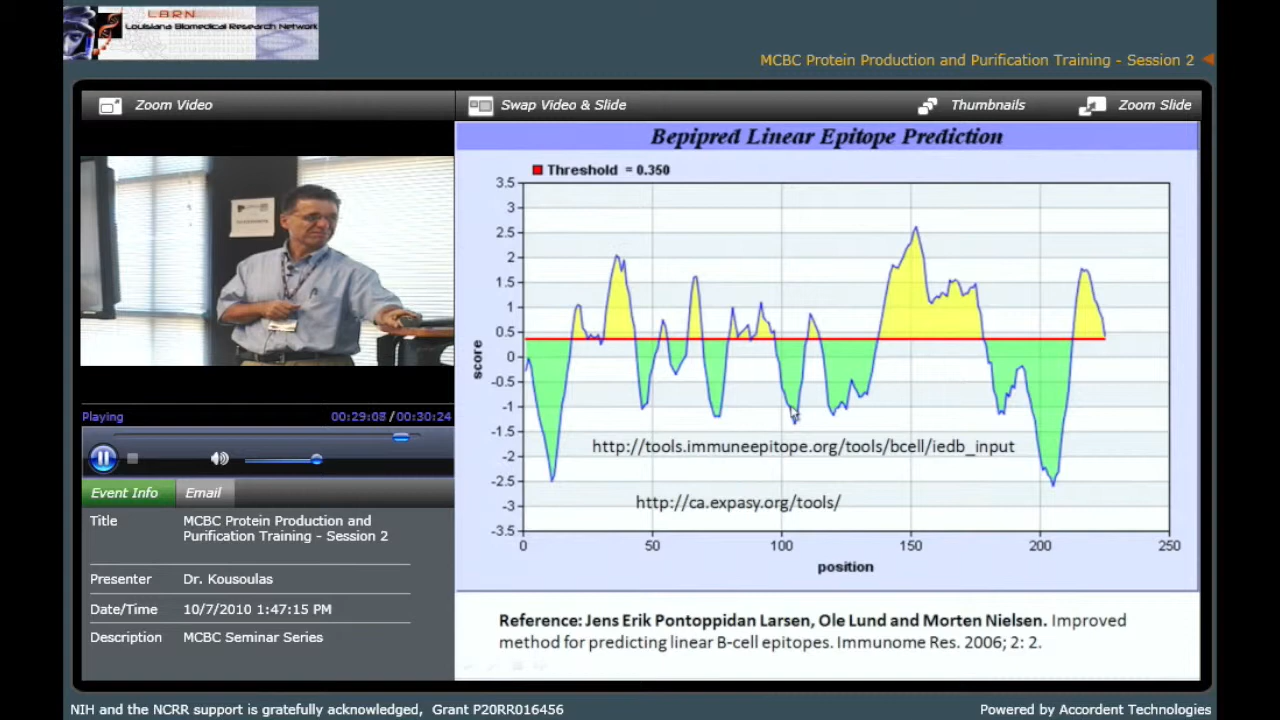 LBRN
Louisiana Biomedical Research Network
MCBC Protein Production and Purification Training - Session 2
Zoom Video
Swap Video & Slide
Thumbnails
Zoom Slide
Bepipred Linear Epitope Prediction
Threshold = 0.350
3.5
3
2.5
2
1.5
1
0.5
0
-0.5
-1
-1.5
-2
-2.5
-3
-3.5
score
0
50
100
150
200
250
position
http://tools.immuneepitope.org/tools/bcell/iedb_input
http://ca.expasy.org/tools/
Reference: Jens Erik Pontoppidan Larsen, Ole Lund and Morten Nielsen. Improved
method for predicting linear B-cell epitopes. Immunome Res. 2006; 2: 2.
Playing
00:29:08 / 00:30:24
Event Info
Email
Title
MCBC Protein Production and
Purification Training - Session 2
Presenter
Dr. Kousoulas
Date/Time
10/7/2010 1:47:15 PM
Description
MCBC Seminar Series
NIH and the NCRR support is gratefully acknowledged, Grant P20RR016456
Powered by Accordent Technologies